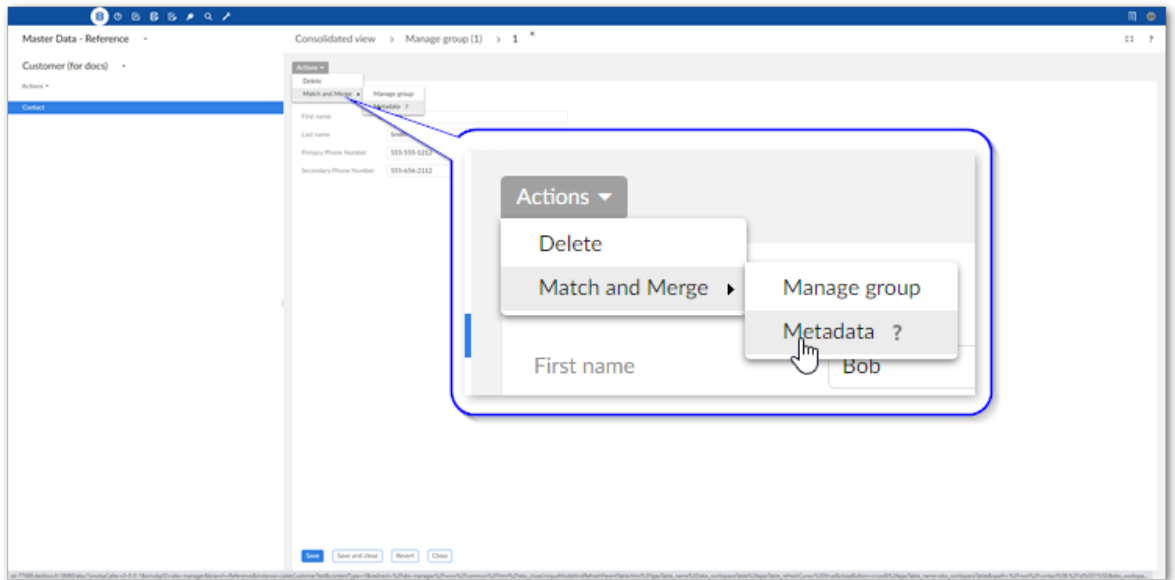 Master Data - Reference
Consolidated view > Manage group (1) > 1 ×
?
Customer (for docs)
Actions
Contact
Actions
Delete
Match and Merge
Manage group
Metadata ?
First name
Last name
Smith
Primary Phone Number
555-555-1212
Secondary Phone Number
555-656-2112
Actions
Delete
Match and Merge
Manage group
Metadata ?
First name
Bob
Save
Save and close
Revert
Close